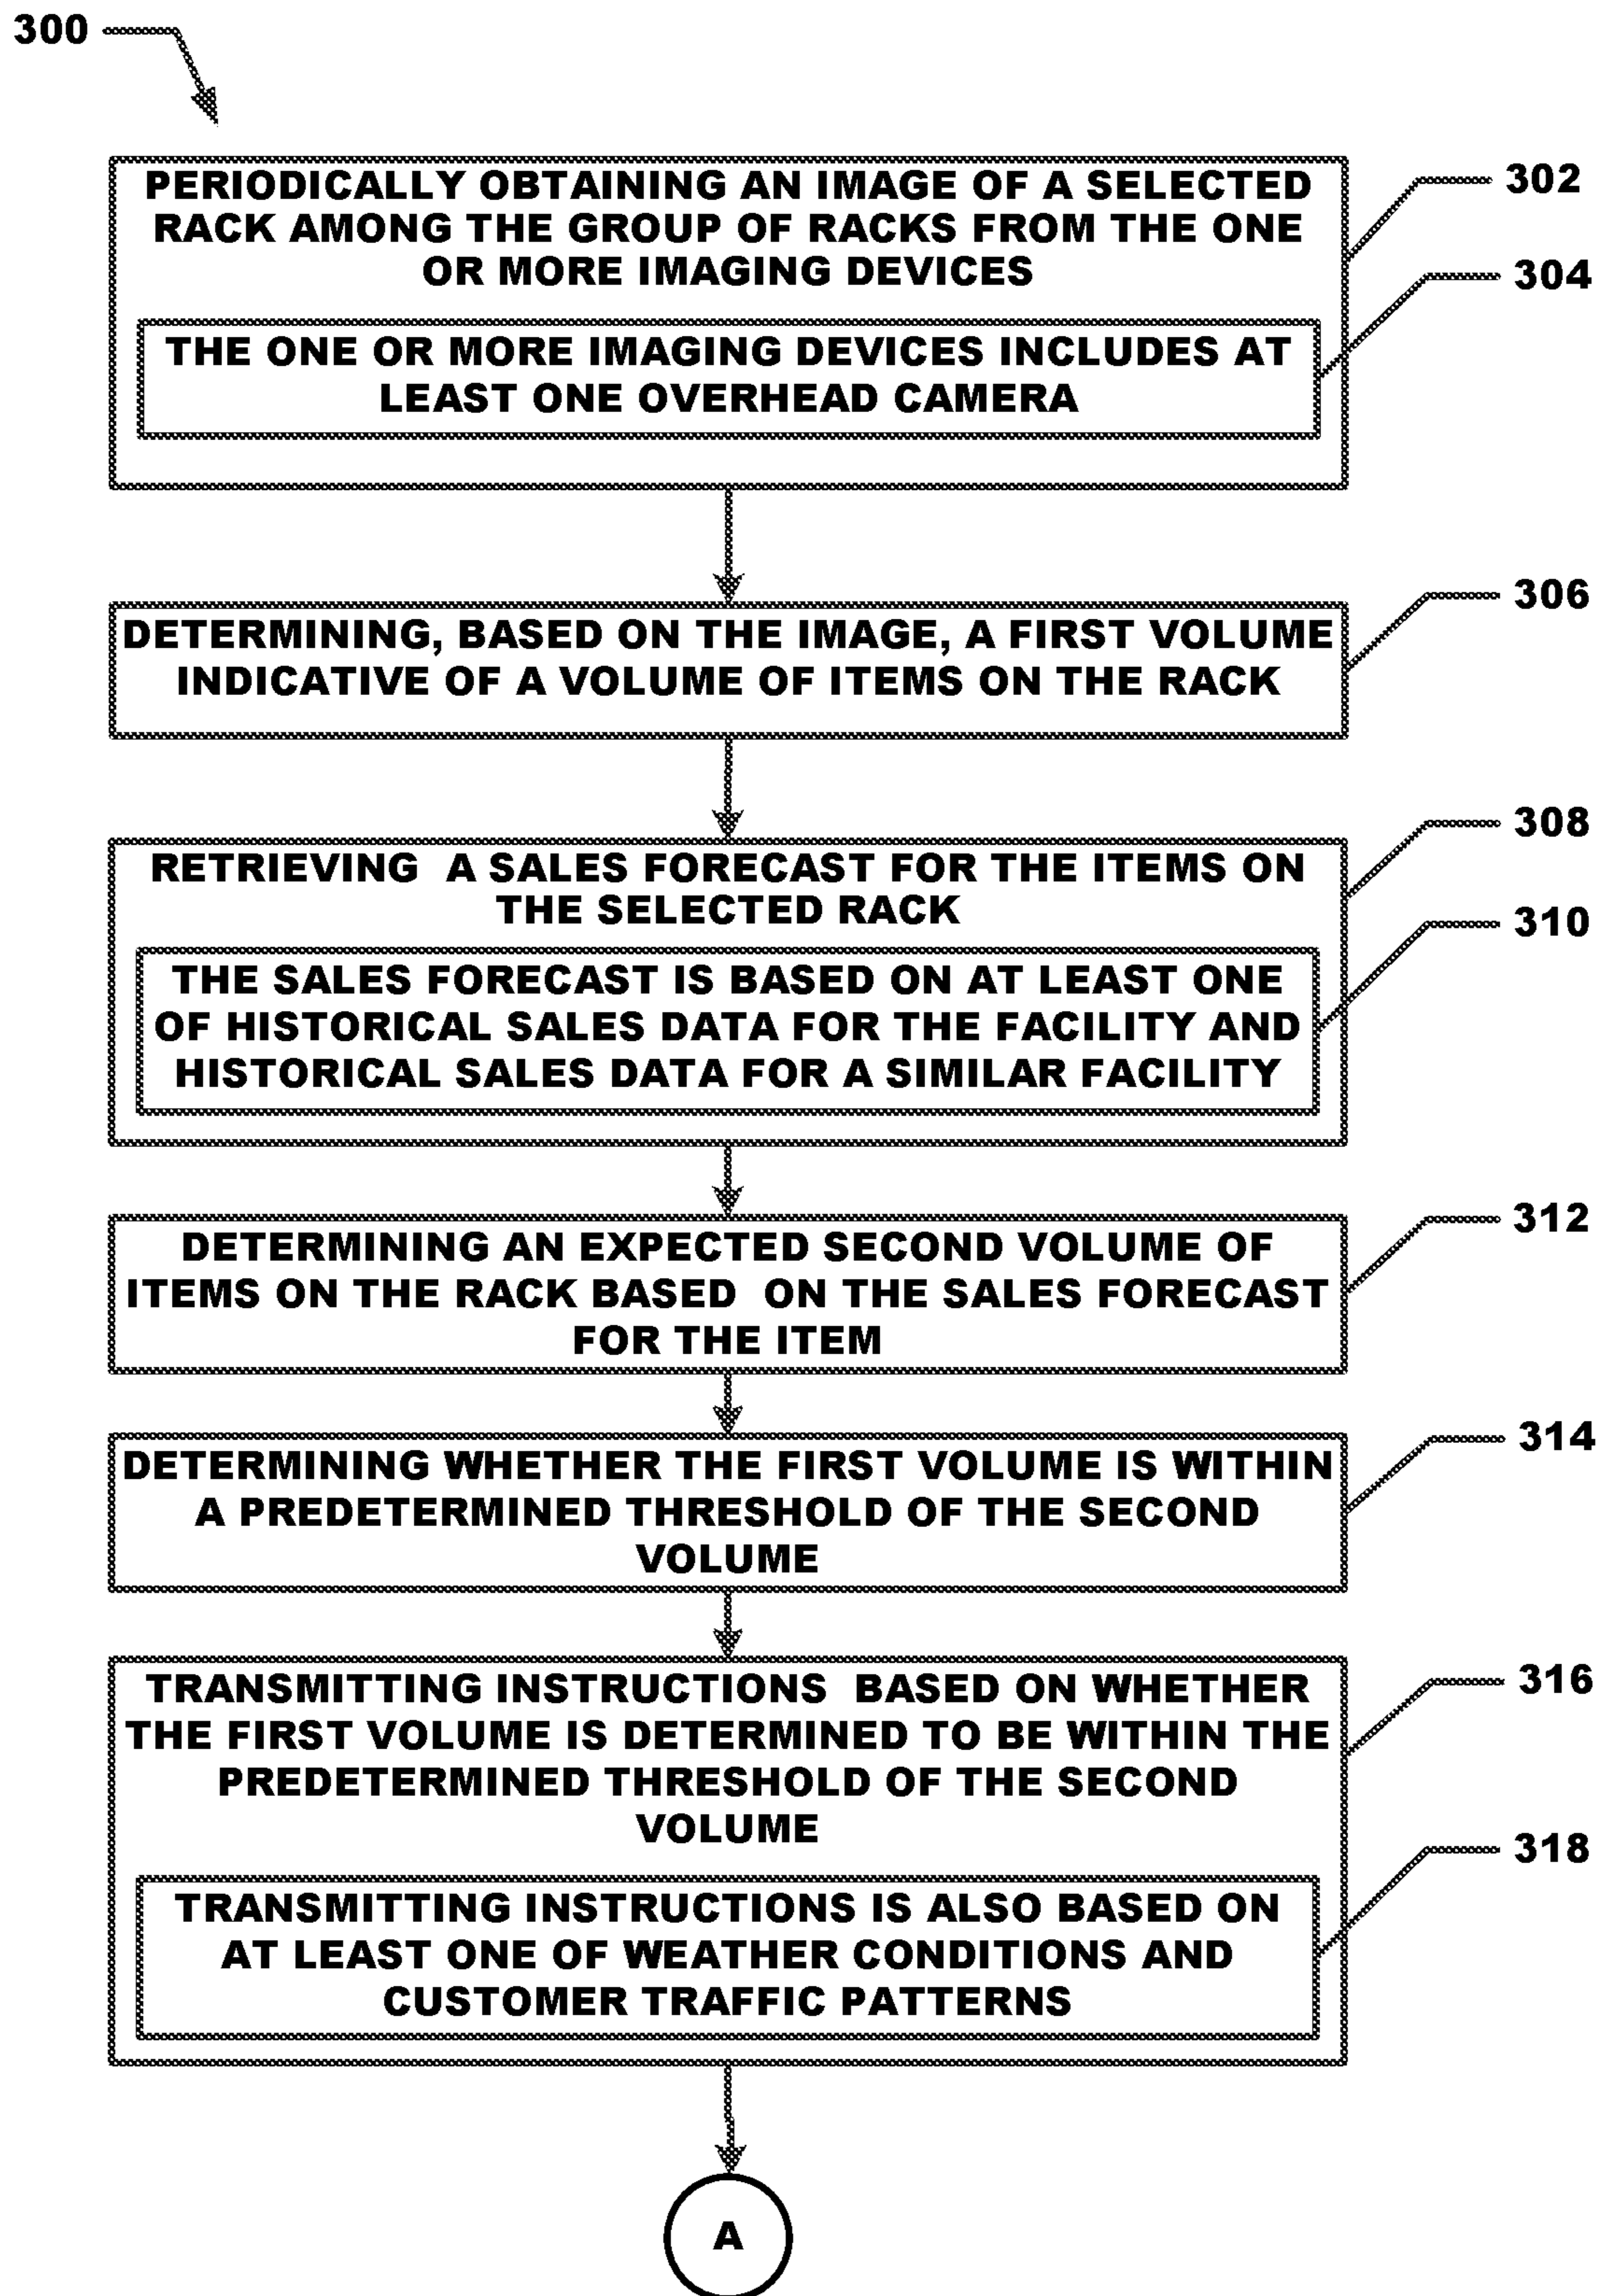 300
PERIODICALLY OBTAINING AN IMAGE OF A SELECTED
RACK AMONG THE GROUP OF RACKS FROM THE ONE
OR MORE IMAGING DEVICES
302
THE ONE OR MORE IMAGING DEVICES INCLUDES AT
LEAST ONE OVERHEAD CAMERA
304
DETERMINING, BASED ON THE IMAGE, A FIRST VOLUME
INDICATIVE OF A VOLUME OF ITEMS ON THE RACK
306
RETRIEVING A SALES FORECAST FOR THE ITEMS ON
THE SELECTED RACK
308
THE SALES FORECAST IS BASED ON AT LEAST ONE
OF HISTORICAL SALES DATA FOR THE FACILITY AND
HISTORICAL SALES DATA FOR A SIMILAR FACILITY
310
DETERMINING AN EXPECTED SECOND VOLUME OF
ITEMS ON THE RACK BASED ON THE SALES FORECAST
FOR THE ITEM
312
DETERMINING WHETHER THE FIRST VOLUME IS WITHIN
A PREDETERMINED THRESHOLD OF THE SECOND
VOLUME
314
TRANSMITTING INSTRUCTIONS BASED ON WHETHER
THE FIRST VOLUME IS DETERMINED TO BE WITHIN THE
PREDETERMINED THRESHOLD OF THE SECOND
VOLUME
316
TRANSMITTING INSTRUCTIONS IS ALSO BASED ON
AT LEAST ONE OF WEATHER CONDITIONS AND
CUSTOMER TRAFFIC PATTERNS
318
A